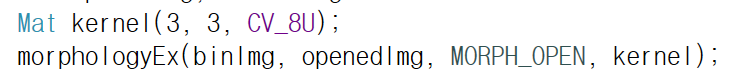 Mat kernel(3, 3, CV_8U);
morphologyEx(binImg, openedImg, MORPH_OPEN, kernel);